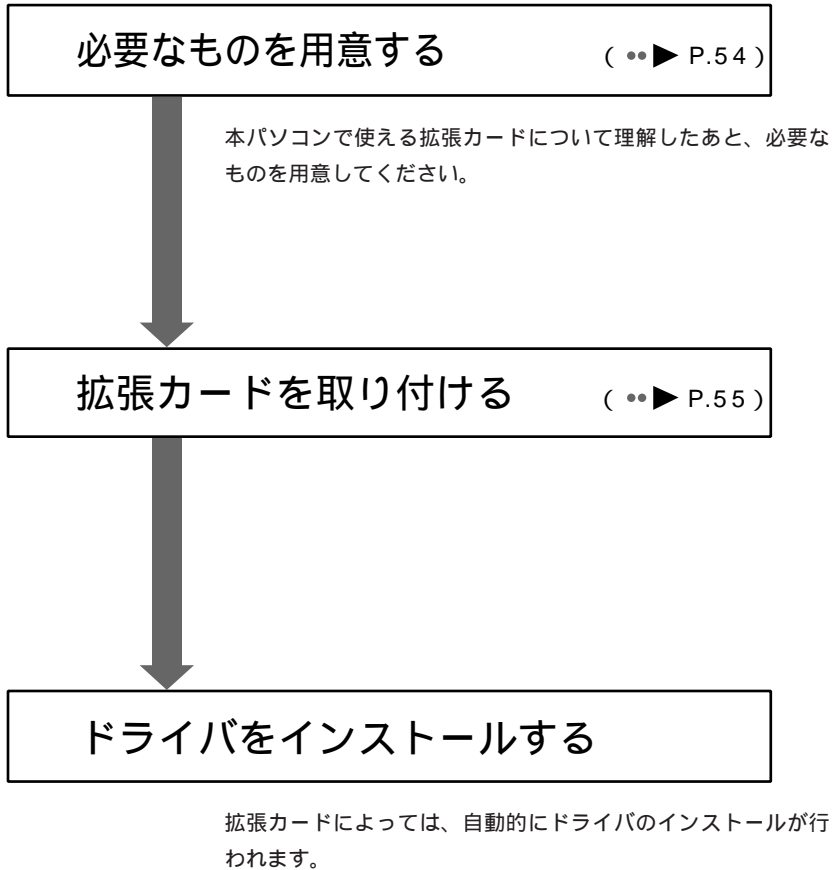 必要なものを用意する (••▶ P.54)
本パソコンで使える拡張カードについて理解したあと、必要な
ものを用意してください。
拡張カードを取り付ける (••▶ P.55)
ドライバをインストールする
拡張カードによっては、自動的にドライバのインストールが行
われます。